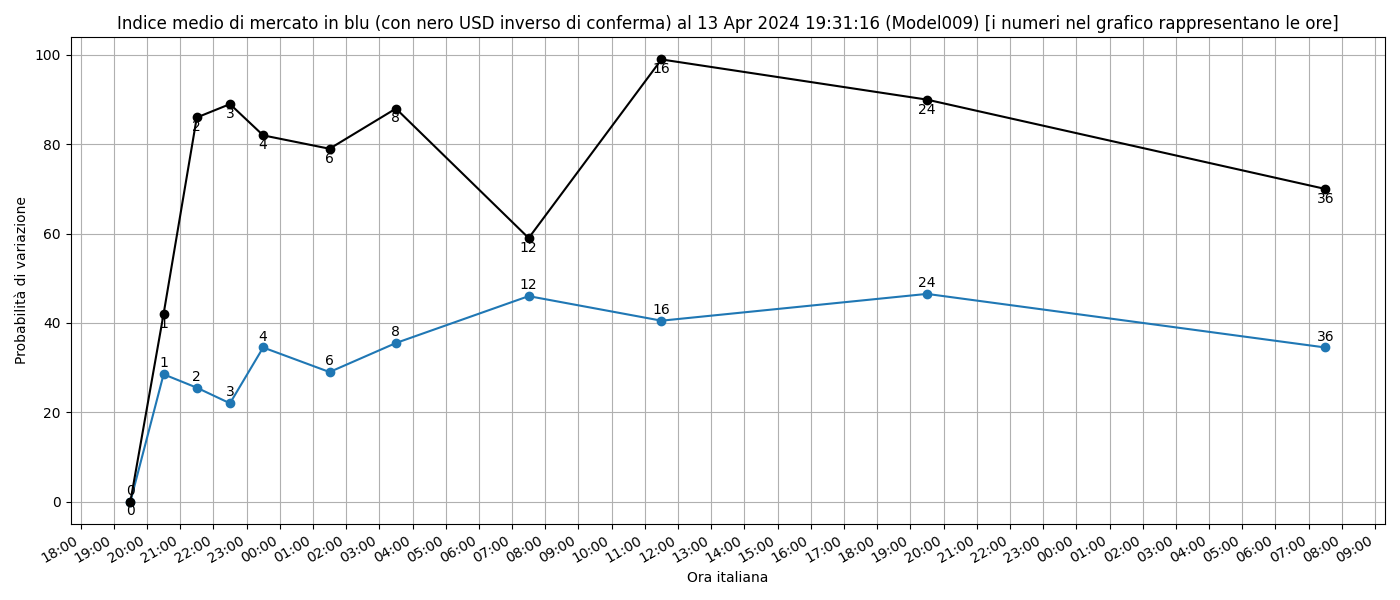 Indice medio di mercato in blu (con nero USD inverso di conferma) al 13 Apr 2024 19:31:16 (Model009) [i numeri nel grafico rappresentano le ore]
Probabilità di variazione
100
80
60
40
20
0
0 1 2 3 4 6 8 12 16 24 36
0 1 2 3 4 6 8 12 16 24 36
18:00 19:00 20:00 21:00 22:00 23:00 00:00 01:00 02:00 03:00 04:00 05:00 06:00 07:00 08:00 09:00 10:00 11:00 12:00 13:00 14:00 15:00 16:00 17:00 18:00 19:00 20:00 21:00 22:00 23:00 00:00 01:00 02:00 03:00 04:00 05:00 06:00 07:00 08:00 09:00
Ora italiana